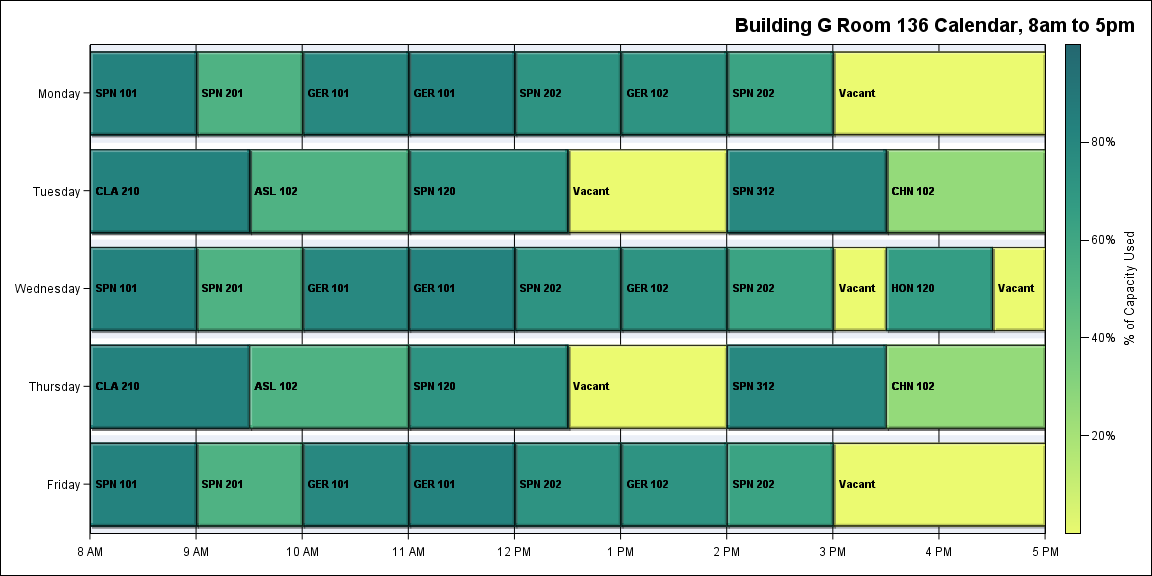 Building G Room 136 Calendar, 8am to 5pm
Monday
SPN 101
SPN 201
GER 101
GER 101
SPN 202
GER 102
SPN 202
Vacant
Tuesday
CLA 210
ASL 102
SPN 120
Vacant
SPN 312
CHN 102
Wednesday
SPN 101
SPN 201
GER 101
GER 101
SPN 202
GER 102
SPN 202
Vacant
HON 120
Vacant
Thursday
CLA 210
ASL 102
SPN 120
Vacant
SPN 312
CHN 102
Friday
SPN 101
SPN 201
GER 101
GER 101
SPN 202
GER 102
SPN 202
Vacant
8 AM
9 AM
10 AM
11 AM
12 PM
1 PM
2 PM
3 PM
4 PM
5 PM
80%
60%
40%
20%
% of Capacity Used